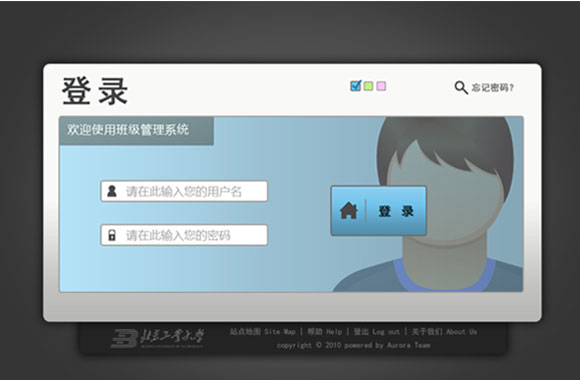 登录
忘记密码?
欢迎使用班级管理系统
请在此输入您的用户名
请在此输入您的密码
登 录
北京工业大学
站点地图 Site Map | 帮助 Help | 登出 Log out | 关于我们 About Us
copyright © 2010 powered by Aurora Team